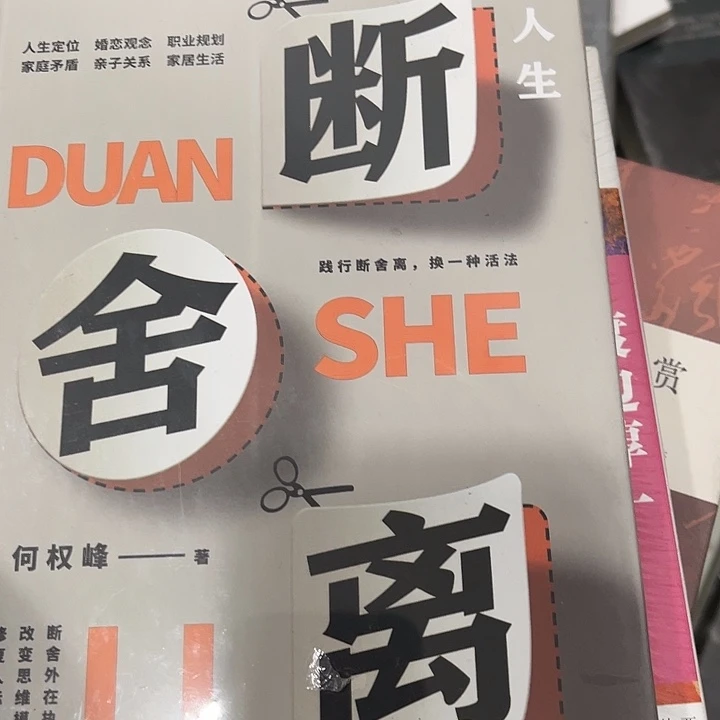 人生
人生定位 婚恋观念 职业规划
家庭矛盾 亲子关系 家居生活
断
DUAN
践行断舍离，换一种活法
舍
SHE
何权峰——著
离
断舍外在执
改变思维模
赏